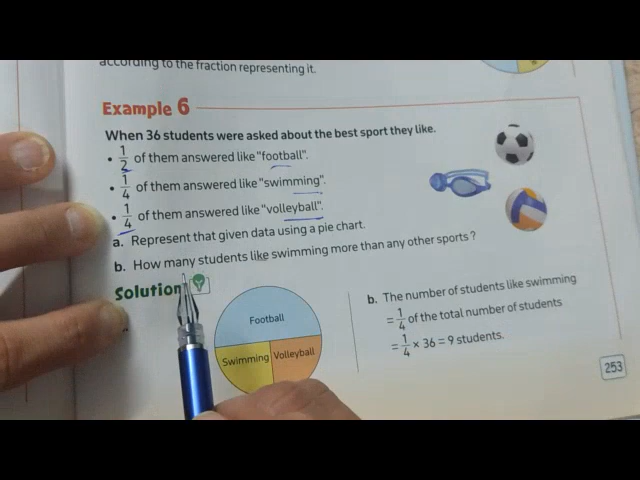 according to the fraction representing it.
Example 6
When 36 students were asked about the best sport they like.
• 1/2 of them answered like "football".
• 1/4 of them answered like "swimming".
• 1/4 of them answered like "volleyball".
a. Represent that given data using a pie chart.
b. How many students like swimming more than any other sports ?
Solution
Football
Swimming Volleyball
b. The number of students like swimming
= 1/4 of the total number of students
= 1/4 × 36 = 9 students.
253